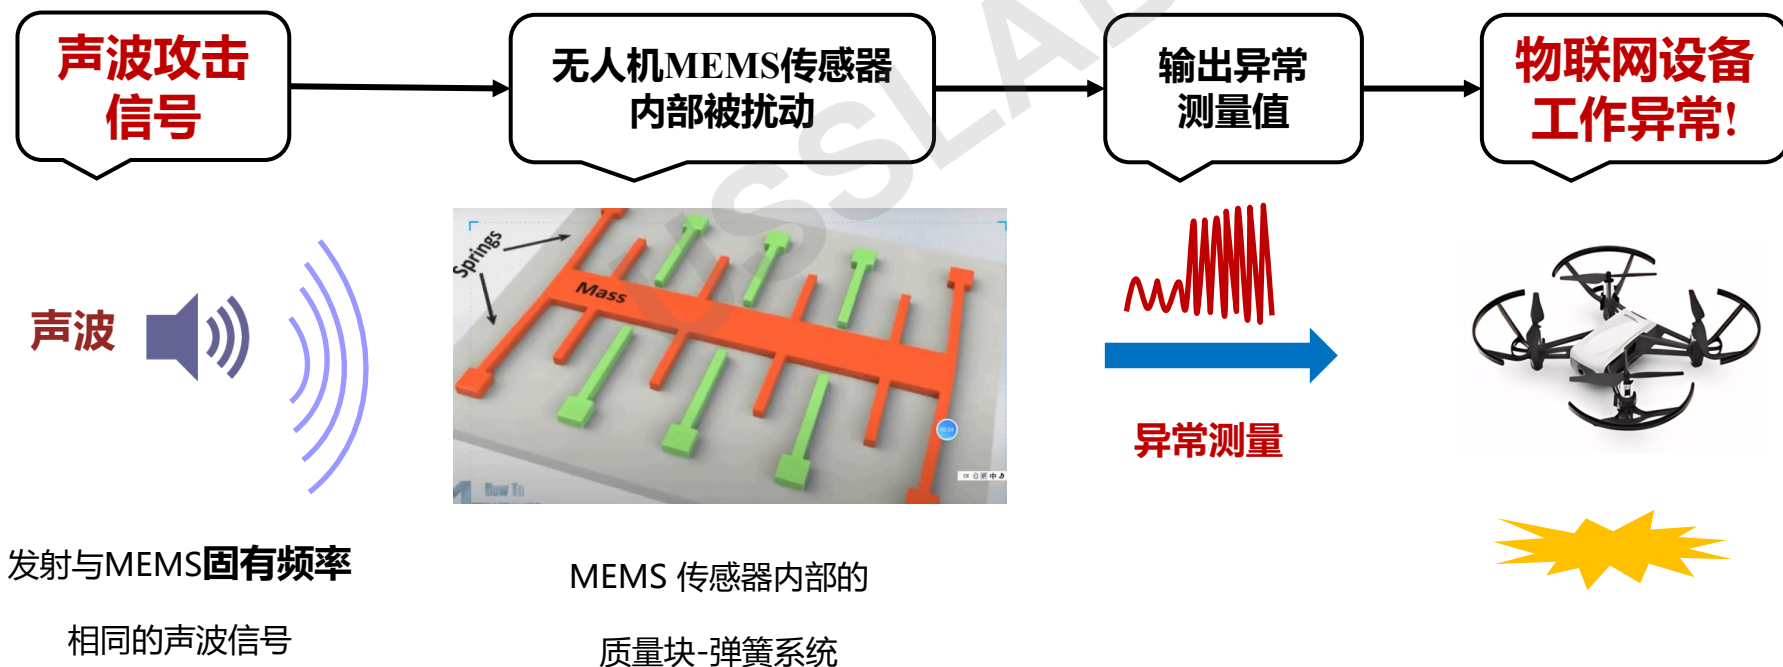 声波攻击
信号
无人机MEMS传感器
内部被扰动
输出异常
测量值
物联网设备
工作异常!
USSLAB
声波
Springs
Mass
How To
异常测量
发射与MEMS固有频率
相同的声波信号
MEMS 传感器内部的
质量块-弹簧系统